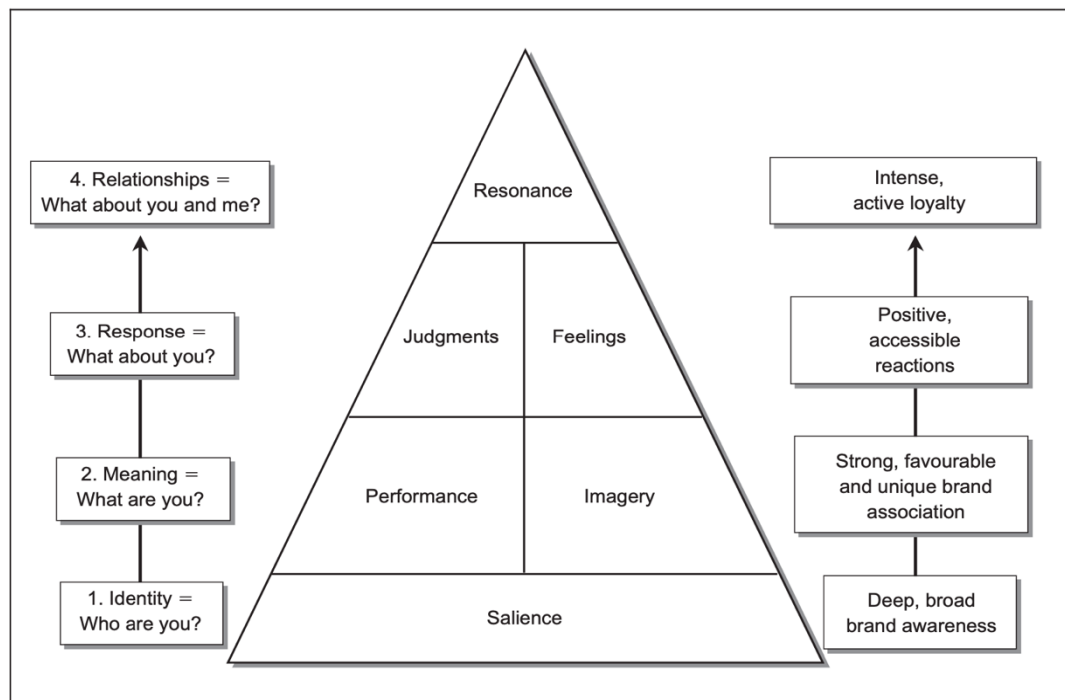 4. Relationships =
What about you and me?
3. Response =
What about you?
2. Meaning =
What are you?
1. Identity =
Who are you?
Resonance
Judgments
Feelings
Performance
Imagery
Salience
Intense,
active loyalty
Positive,
accessible
reactions
Strong, favourable
and unique brand
association
Deep, broad
brand awareness